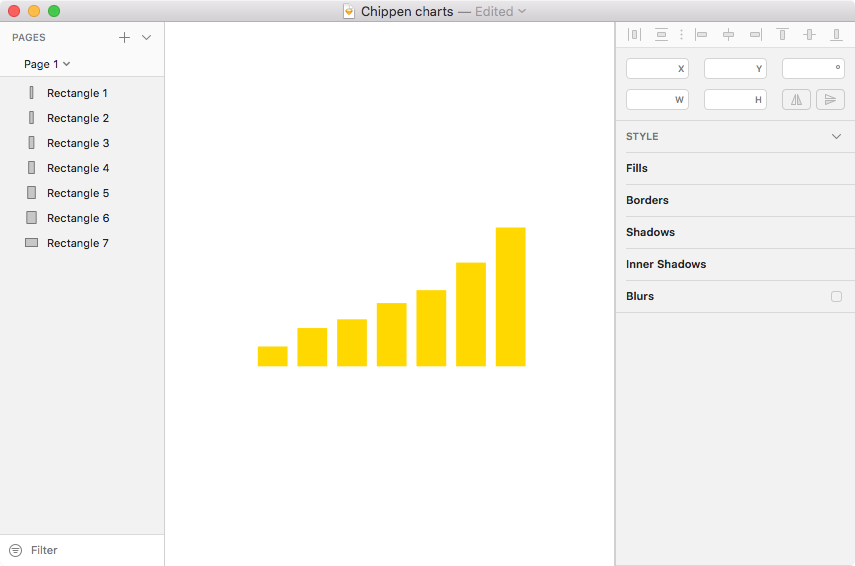 Chippen charts — Edited
PAGES
Page 1
Rectangle 1
Rectangle 2
Rectangle 3
Rectangle 4
Rectangle 5
Rectangle 6
Rectangle 7
Filter
X Y °
W H
STYLE
Fills
Borders
Shadows
Inner Shadows
Blurs